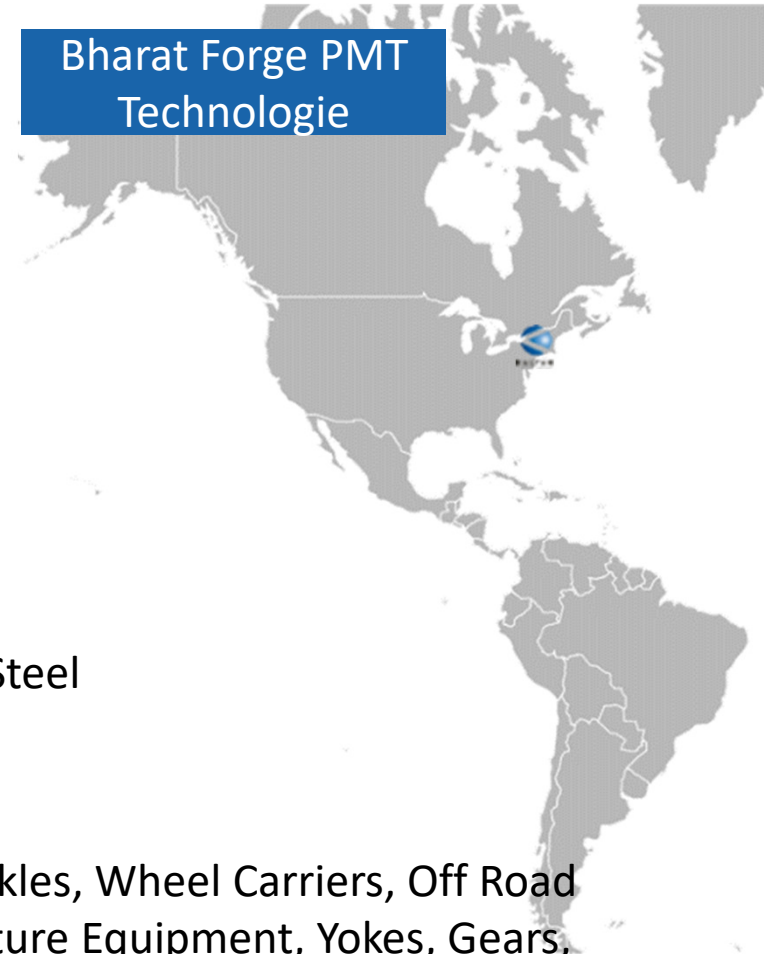 Bharat Forge PMT
Technologie
Steel
kles, Wheel Carriers, Off Road
ture Equipment, Yokes, Gears,